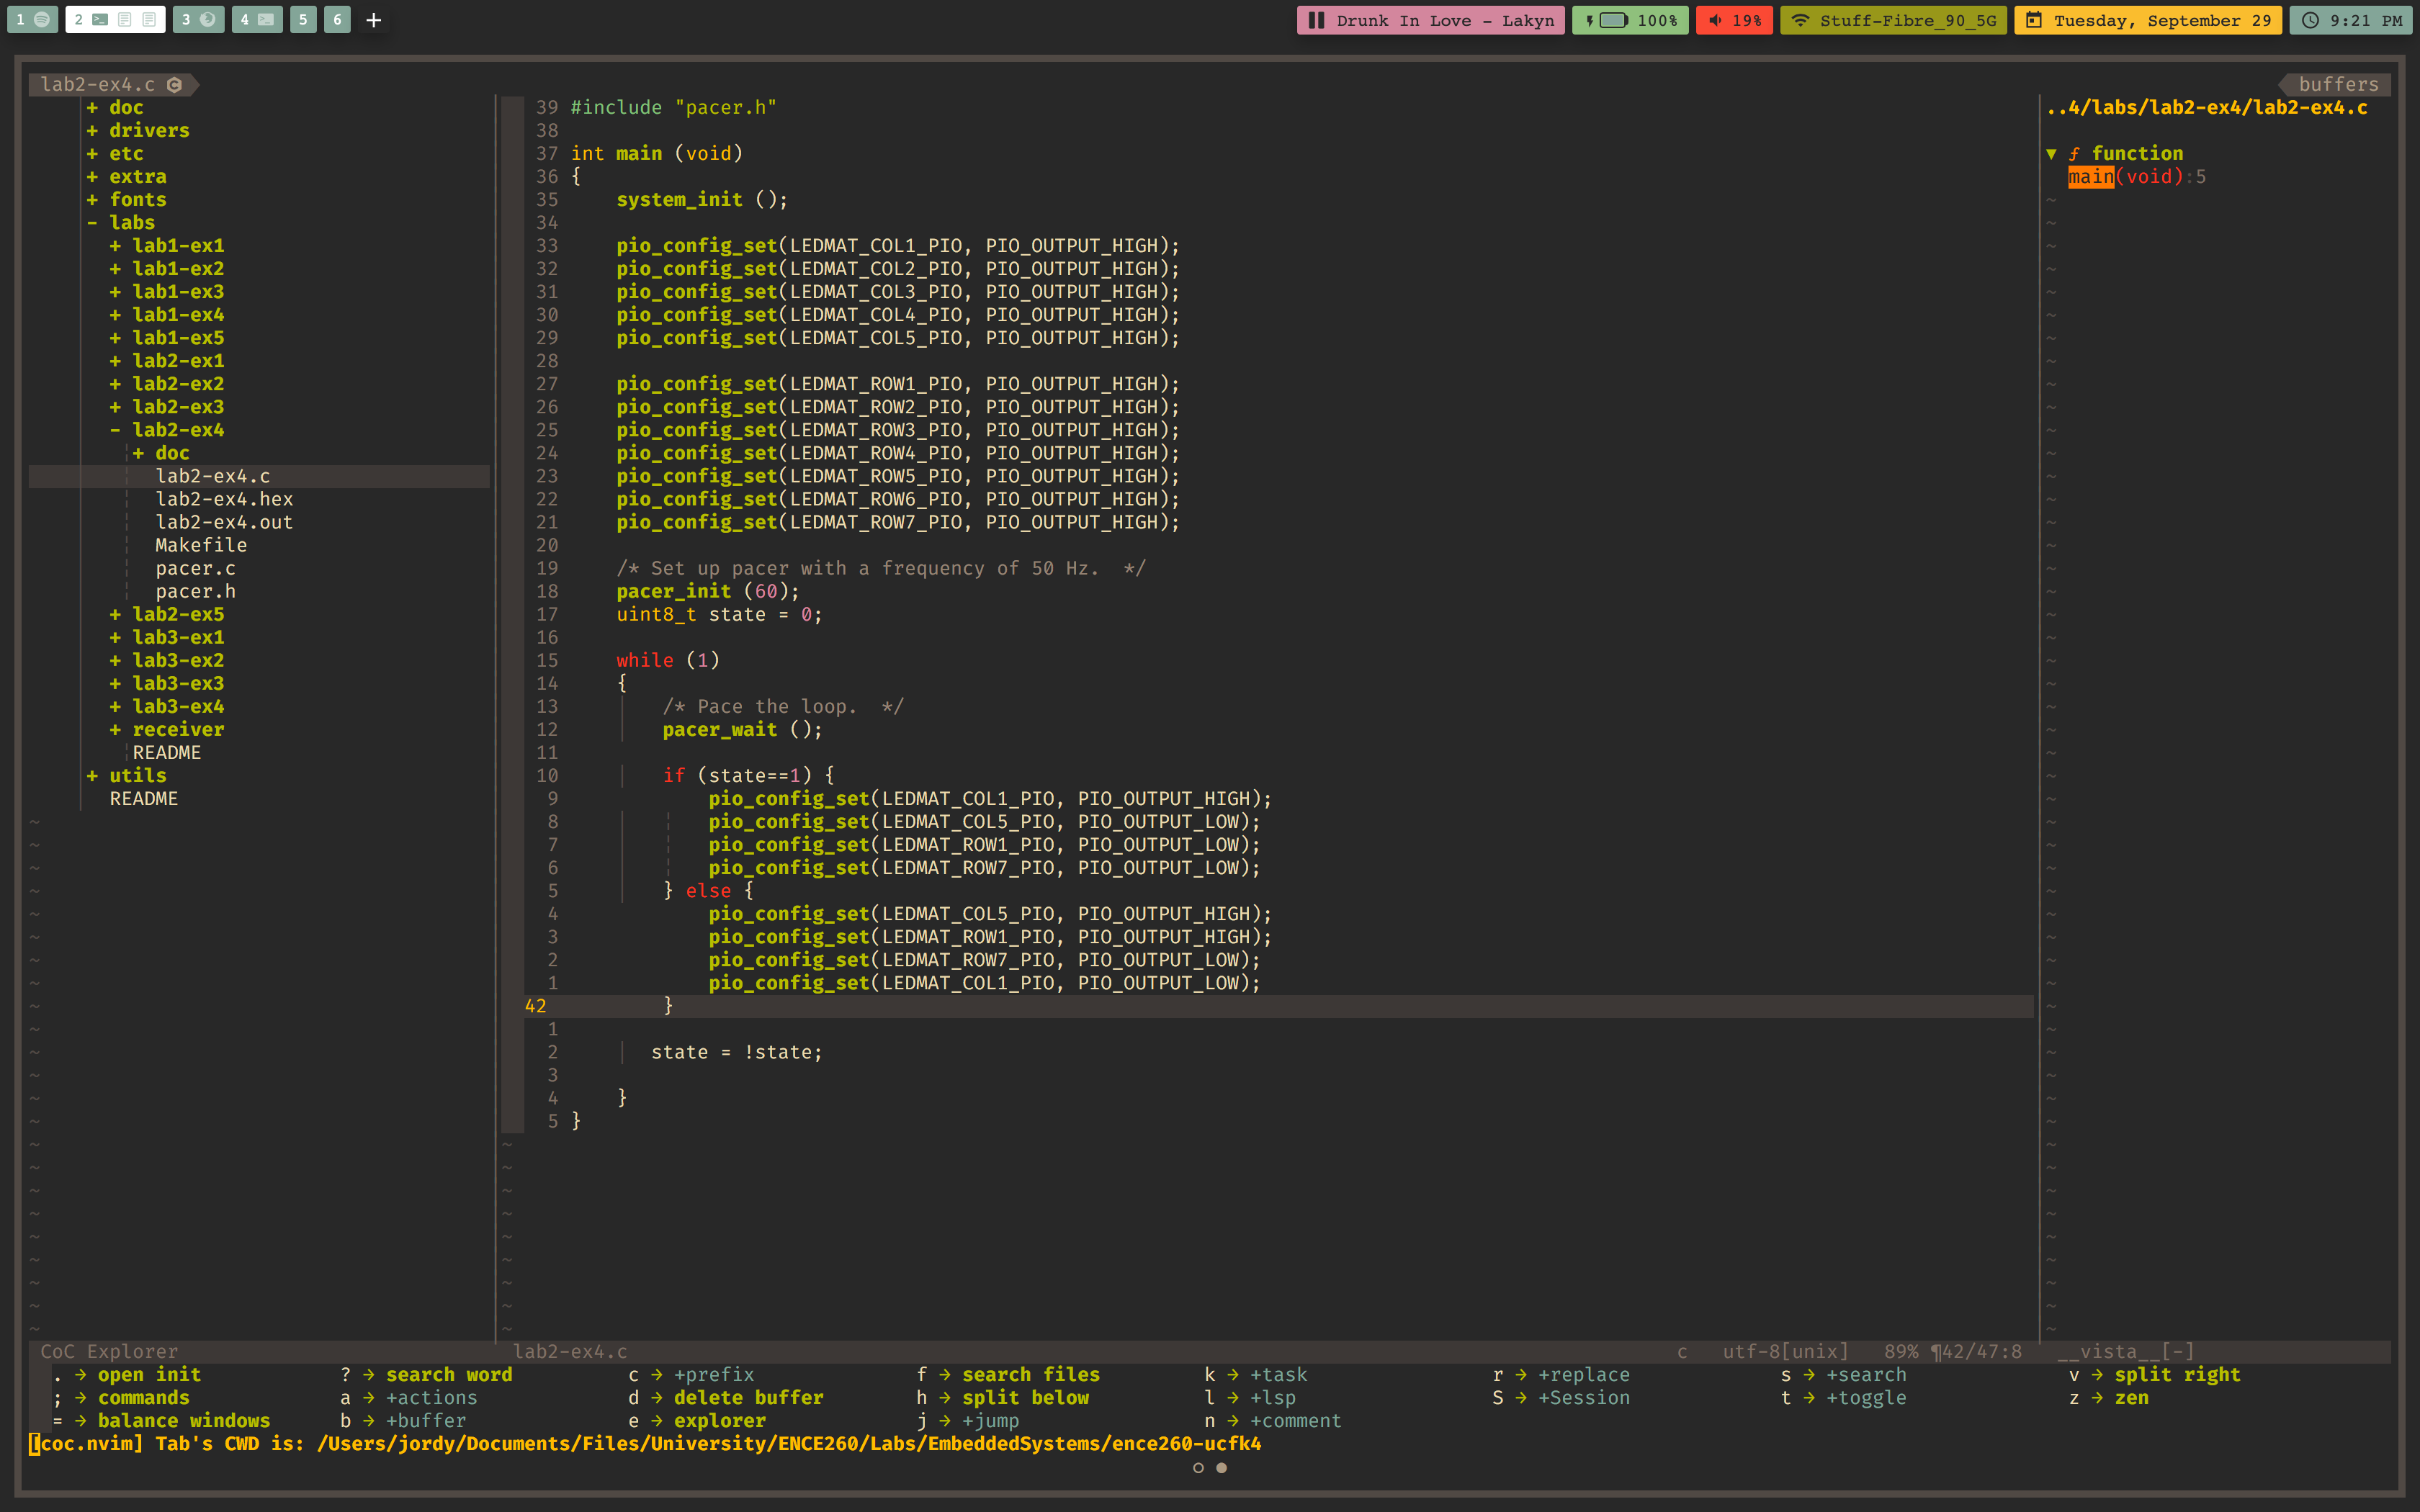 1 2 3 4 5 6 + Drunk In Love - Lakyn 100% 19% Stuff-Fibre_90_5G Tuesday, September 29 9:21 PM
lab2-ex4.c buffers
+ doc
+ drivers
+ etc
+ extra
+ fonts
- labs
+ lab1-ex1
+ lab1-ex2
+ lab1-ex3
+ lab1-ex4
+ lab1-ex5
+ lab2-ex1
+ lab2-ex2
+ lab2-ex3
- lab2-ex4
+ doc
lab2-ex4.c
lab2-ex4.hex
lab2-ex4.out
Makefile
pacer.c
pacer.h
+ lab2-ex5
+ lab3-ex1
+ lab3-ex2
+ lab3-ex3
+ lab3-ex4
+ receiver
README
+ utils
README
39 #include "pacer.h"
38
37 int main (void)
36 {
35     system_init ();
34
33     pio_config_set(LEDMAT_COL1_PIO, PIO_OUTPUT_HIGH);
32     pio_config_set(LEDMAT_COL2_PIO, PIO_OUTPUT_HIGH);
31     pio_config_set(LEDMAT_COL3_PIO, PIO_OUTPUT_HIGH);
30     pio_config_set(LEDMAT_COL4_PIO, PIO_OUTPUT_HIGH);
29     pio_config_set(LEDMAT_COL5_PIO, PIO_OUTPUT_HIGH);
28
27     pio_config_set(LEDMAT_ROW1_PIO, PIO_OUTPUT_HIGH);
26     pio_config_set(LEDMAT_ROW2_PIO, PIO_OUTPUT_HIGH);
25     pio_config_set(LEDMAT_ROW3_PIO, PIO_OUTPUT_HIGH);
24     pio_config_set(LEDMAT_ROW4_PIO, PIO_OUTPUT_HIGH);
23     pio_config_set(LEDMAT_ROW5_PIO, PIO_OUTPUT_HIGH);
22     pio_config_set(LEDMAT_ROW6_PIO, PIO_OUTPUT_HIGH);
21     pio_config_set(LEDMAT_ROW7_PIO, PIO_OUTPUT_HIGH);
20
19     /* Set up pacer with a frequency of 50 Hz.  */
18     pacer_init (60);
17     uint8_t state = 0;
16
15     while (1)
14     {
13         /* Pace the loop.  */
12         pacer_wait ();
11
10         if (state==1) {
9             pio_config_set(LEDMAT_COL1_PIO, PIO_OUTPUT_HIGH);
8             pio_config_set(LEDMAT_COL5_PIO, PIO_OUTPUT_LOW);
7             pio_config_set(LEDMAT_ROW1_PIO, PIO_OUTPUT_LOW);
6             pio_config_set(LEDMAT_ROW7_PIO, PIO_OUTPUT_LOW);
5         } else {
4             pio_config_set(LEDMAT_COL5_PIO, PIO_OUTPUT_HIGH);
3             pio_config_set(LEDMAT_ROW1_PIO, PIO_OUTPUT_HIGH);
2             pio_config_set(LEDMAT_ROW7_PIO, PIO_OUTPUT_LOW);
1             pio_config_set(LEDMAT_COL1_PIO, PIO_OUTPUT_LOW);
42         }
1
2        state = !state;
3
4     }
5 }
..4/labs/lab2-ex4/lab2-ex4.c
▼ ƒ function
main(void):5
CoC Explorer lab2-ex4.c c utf-8[unix] 89% ¶42/47:8 __vista__[-]
. → open init ? → search word c → +prefix f → search files k → +task r → +replace s → +search v → split right
; → commands a → +actions d → delete buffer h → split below l → +lsp S → +Session t → +toggle z → zen
= → balance windows b → +buffer e → explorer j → +jump n → +comment
[coc.nvim] Tab's CWD is: /Users/jordy/Documents/Files/University/ENCE260/Labs/EmbeddedSystems/ence260-ucfk4